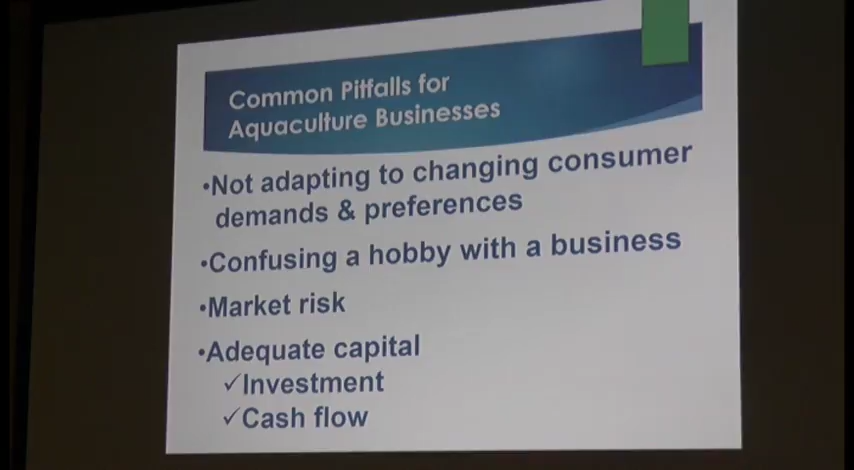 Common Pitfalls for
Aquaculture Businesses
•Not adapting to changing consumer
demands & preferences
•Confusing a hobby with a business
•Market risk
•Adequate capital
✓Investment
✓Cash flow